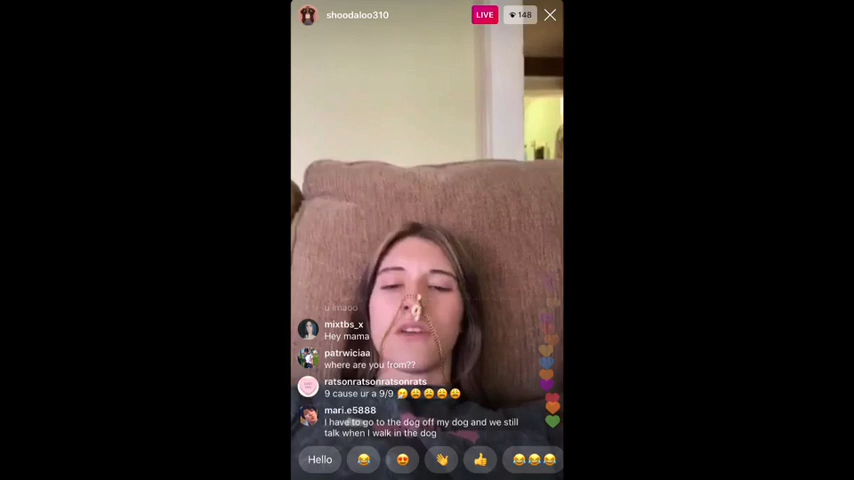 shoodaloo310
LIVE
148
u lmaoo
mixtbs_x
Hey mama
patrwiciaa
where are you from??
ratsonratsonratsonrats
9 cause ur a 9/9 🥱😩😩😩😩
mari.e5888
I have to go to the dog off my dog and we still
talk when I walk in the dog
Hello 😂 😍 👋 👍 😂😂😂